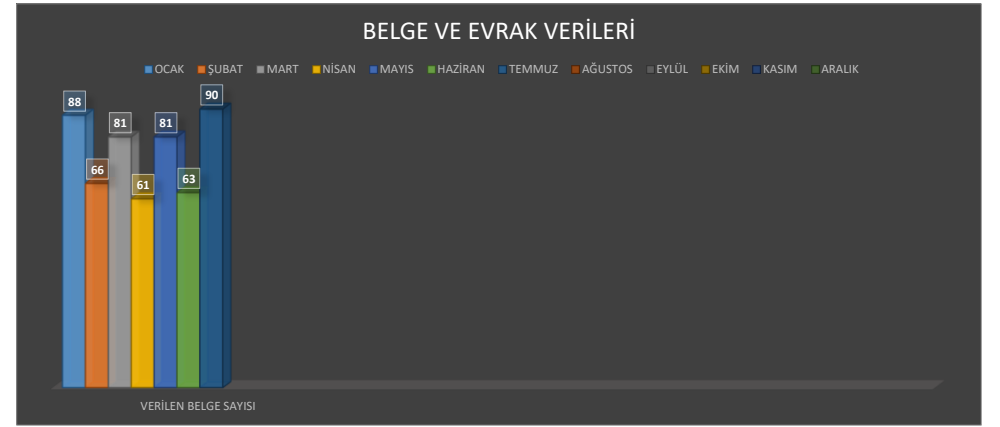 BELGE VE EVRAK VERİLERİ
OCAK ŞUBAT MART NİSAN MAYIS HAZİRAN TEMMUZ AĞUSTOS EYLÜL EKİM KASIM ARALIK
88 66 81 61 81 63 90
VERİLEN BELGE SAYISI